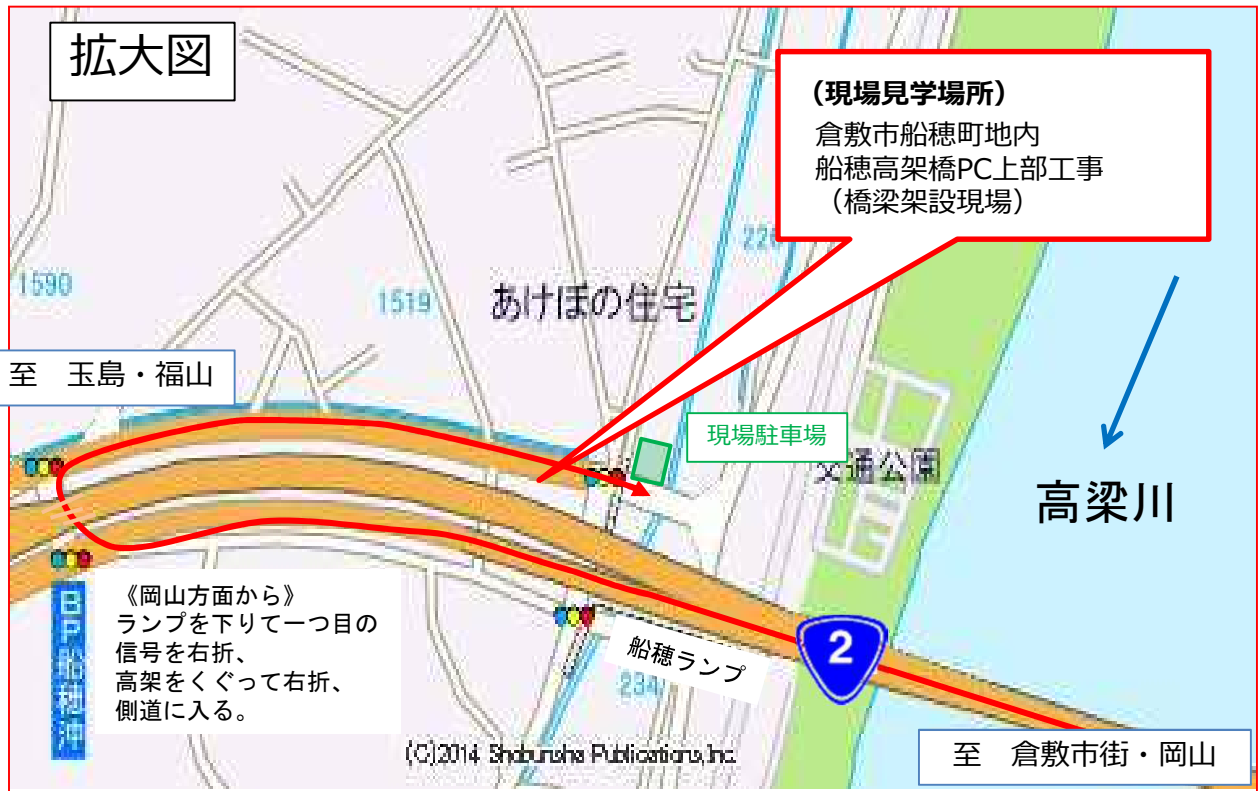 拡大図
(現場見学場所)
倉敷市船穂町地内
船穂高架橋PC上部工事
(橋梁架設現場)
226
1590
1519
あけぼの住宅
至 玉島・福山
現場駐車場
交通公園
高梁川
BP船穂沖
《岡山方面から》
ランプを下りて一つ目の
信号を右折、
高架をくぐって右折、
側道に入る。
船穂ランプ
2
234
(C)2014 Shobunsha Publications,Inc.
至 倉敷市街・岡山